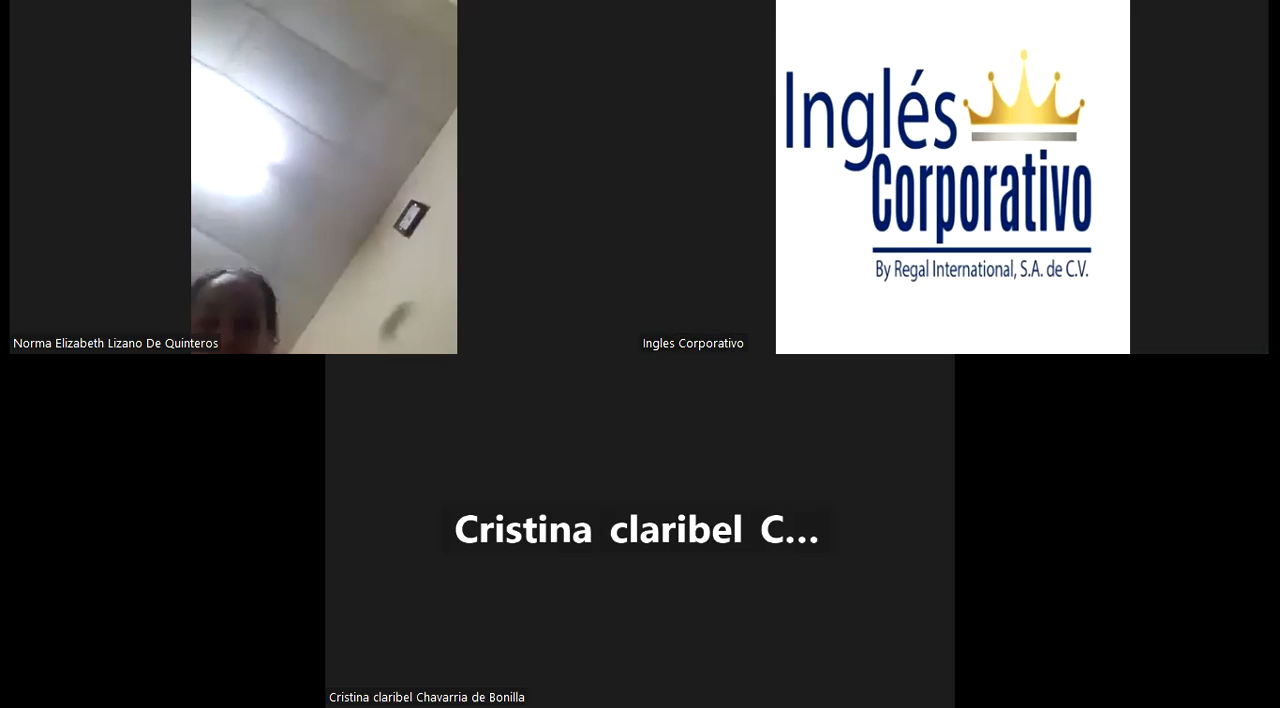 Inglés
Corporativo
By Regal International, S.A. de C.V.
Norma Elizabeth Lizano De Quinteros
Ingles Corporativo
Cristina claribel C...
Cristina claribel Chavarria de Bonilla